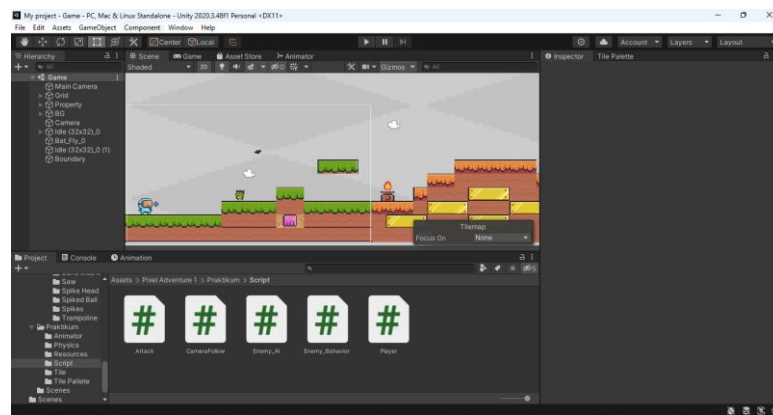 My project - Game - PC, Mac & Linux Standalone - Unity 2020.3.48f1 Personal <DX11>
File Edit Assets GameObject Component Window Help
Center Local Account Layers Layout
Hierarchy Scene Game Asset Store Animator Inspector Tile Palette
All Shaded 2D Gizmos All
Game
Main Camera
Grid
Property
BG
Camera
Idle (32x32)_0
Bat_Fly_0
Idle (32x32)_0 (1)
Boundary
Tilemap
Focus On None
Project Console Animation
Saw
Spike Head
Spiked Ball
Spikes
Trampoline
Praktikum
Animator
Physics
Resources
Script
Tile
Tile Pallete
Scenes
Scenes
Assets > Pixel Adventure 1 > Praktikum > Script
Attack CameraFollow Enemy_AI Enemy_Behavior Player